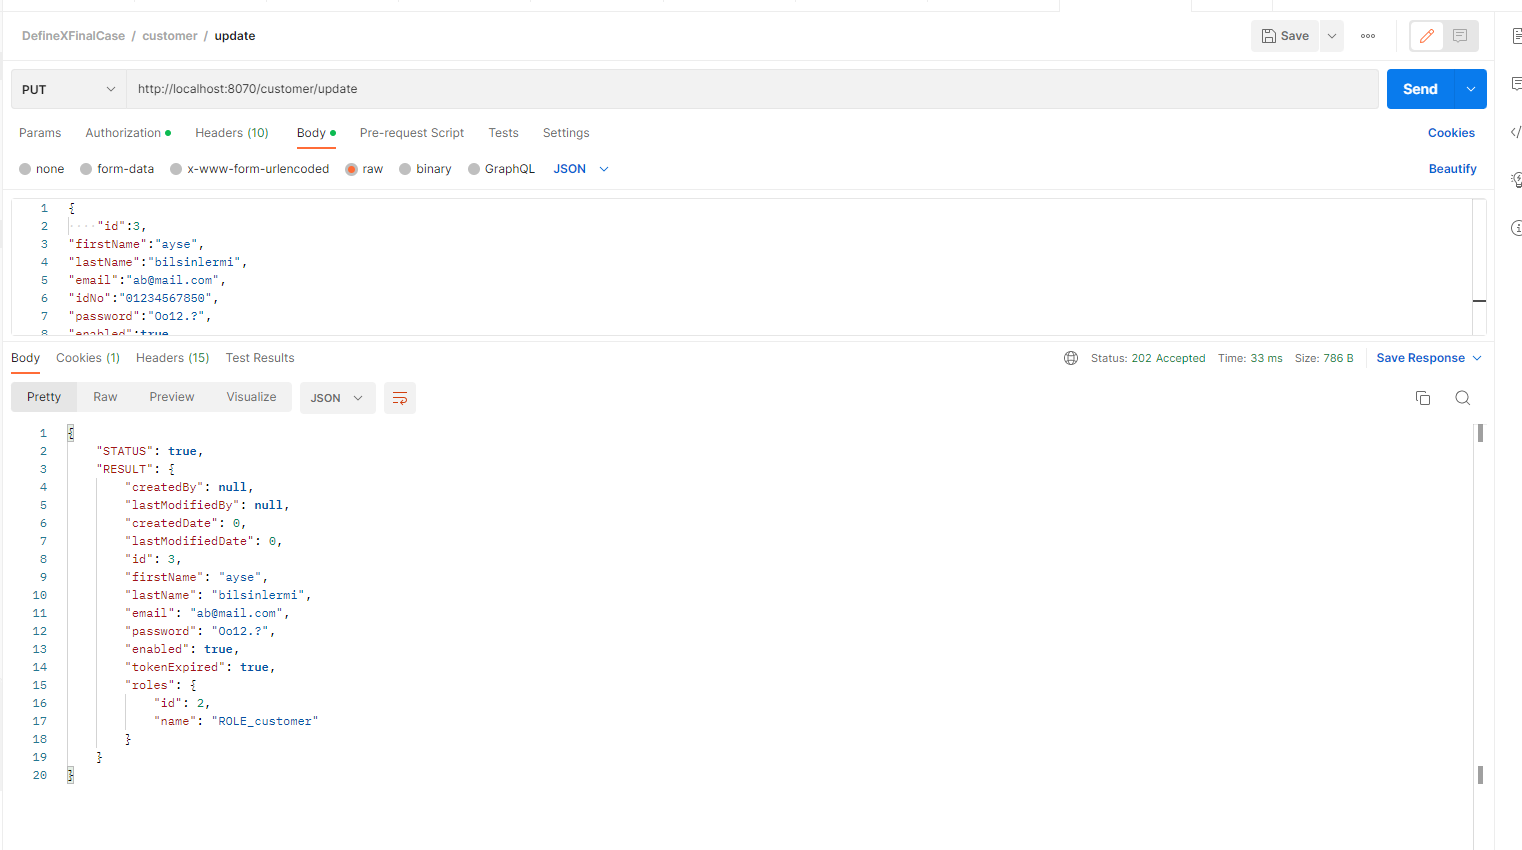 DefineXFinalCase / customer / update
Save
PUT
http://localhost:8070/customer/update
Send
Params Authorization Headers (10) Body Pre-request Script Tests Settings Cookies
none form-data x-www-form-urlencoded raw binary GraphQL JSON Beautify
1 {
2 ····"id":3,
3 "firstName":"ayse",
4 "lastName":"bilsinlermi",
5 "email":"ab@mail.com",
6 "idNo":"01234567850",
7 "password":"Oo12.?",
8 "enabled":true
Body Cookies (1) Headers (15) Test Results Status: 202 Accepted Time: 33 ms Size: 786 B Save Response
Pretty Raw Preview Visualize JSON
1 {
2 "STATUS": true,
3 "RESULT": {
4 "createdBy": null,
5 "lastModifiedBy": null,
6 "createdDate": 0,
7 "lastModifiedDate": 0,
8 "id": 3,
9 "firstName": "ayse",
10 "lastName": "bilsinlermi",
11 "email": "ab@mail.com",
12 "password": "Oo12.?",
13 "enabled": true,
14 "tokenExpired": true,
15 "roles": {
16 "id": 2,
17 "name": "ROLE_customer"
18 }
19 }
20 }